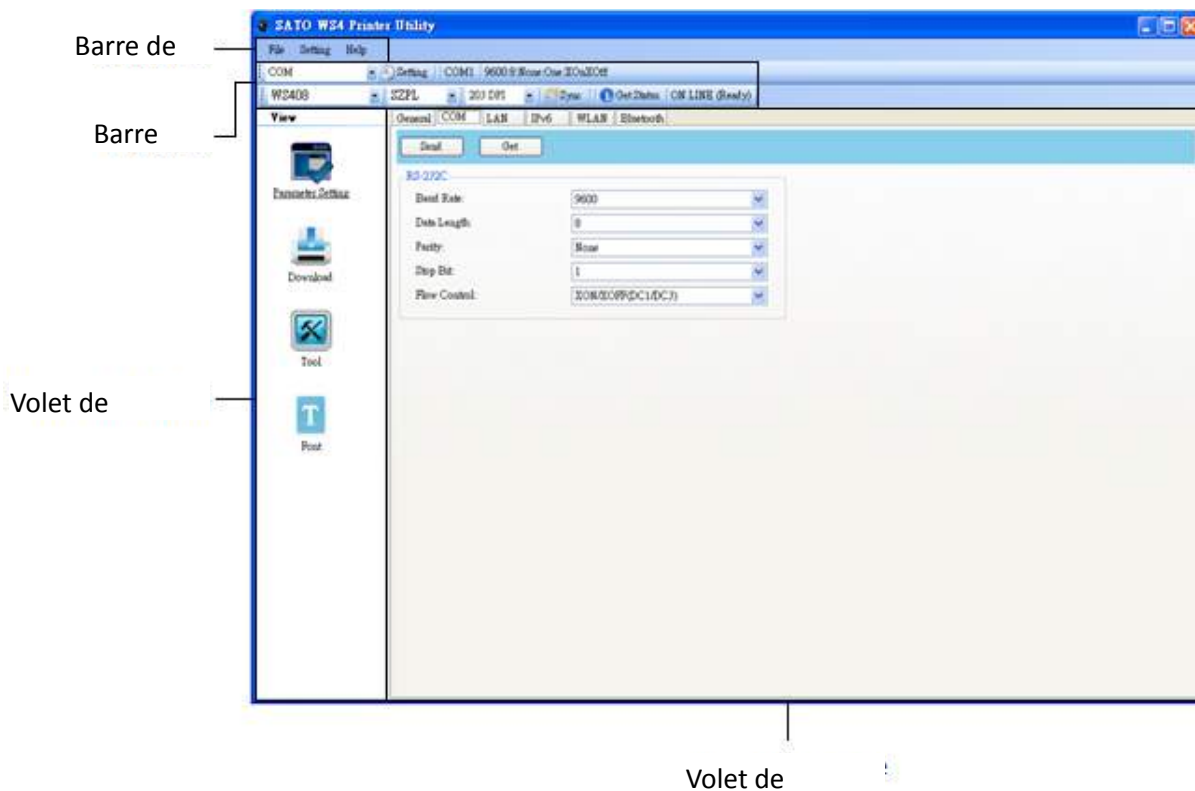 SATO WS4 Printer Utility
Barre de
File Setting Help
COM Setting COM1 9600:8:None:One:XOnXOff
WS408 SZPL 203 DPI Sync Get Status ON LINE (Ready)
Barre
View General COM LAN IPv6 WLAN Bluetooth
Send Get
RS-232C
Parameter Setting
Baud Rate: 9600
Data Length: 8
Parity: None
Download
Stop Bit: 1
Flow Control: XON/XOFF(DC1/DC3)
Tool
Volet de
Font
Volet de